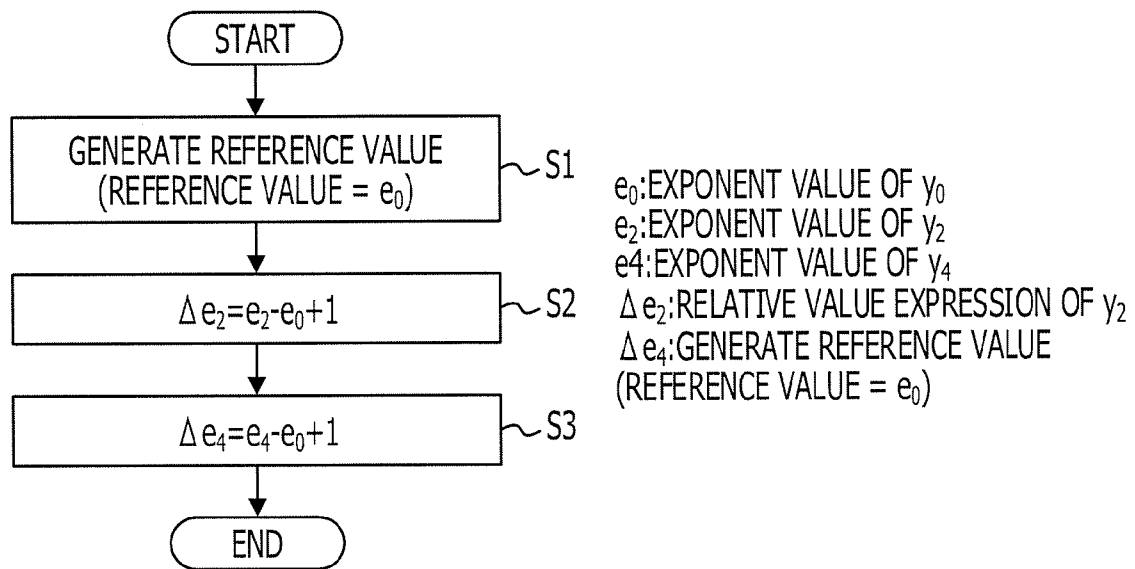 START
GENERATE REFERENCE VALUE
(REFERENCE VALUE = e₀)
S1
Δe₂=e₂-e₀+1
S2
Δe₄=e₄-e₀+1
S3
END
e₀:EXPONENT VALUE OF y₀
e₂:EXPONENT VALUE OF y₂
e4:EXPONENT VALUE OF y₄
Δe₂:RELATIVE VALUE EXPRESSION OF y₂
Δe₄:GENERATE REFERENCE VALUE
(REFERENCE VALUE = e₀)